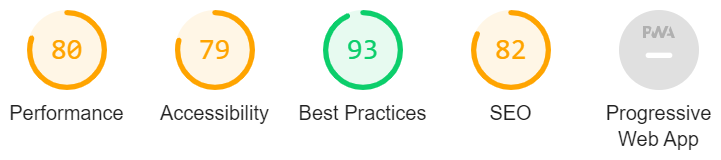 80 79 93 82 PWA
Performance Accessibility Best Practices SEO Progressive
Web App